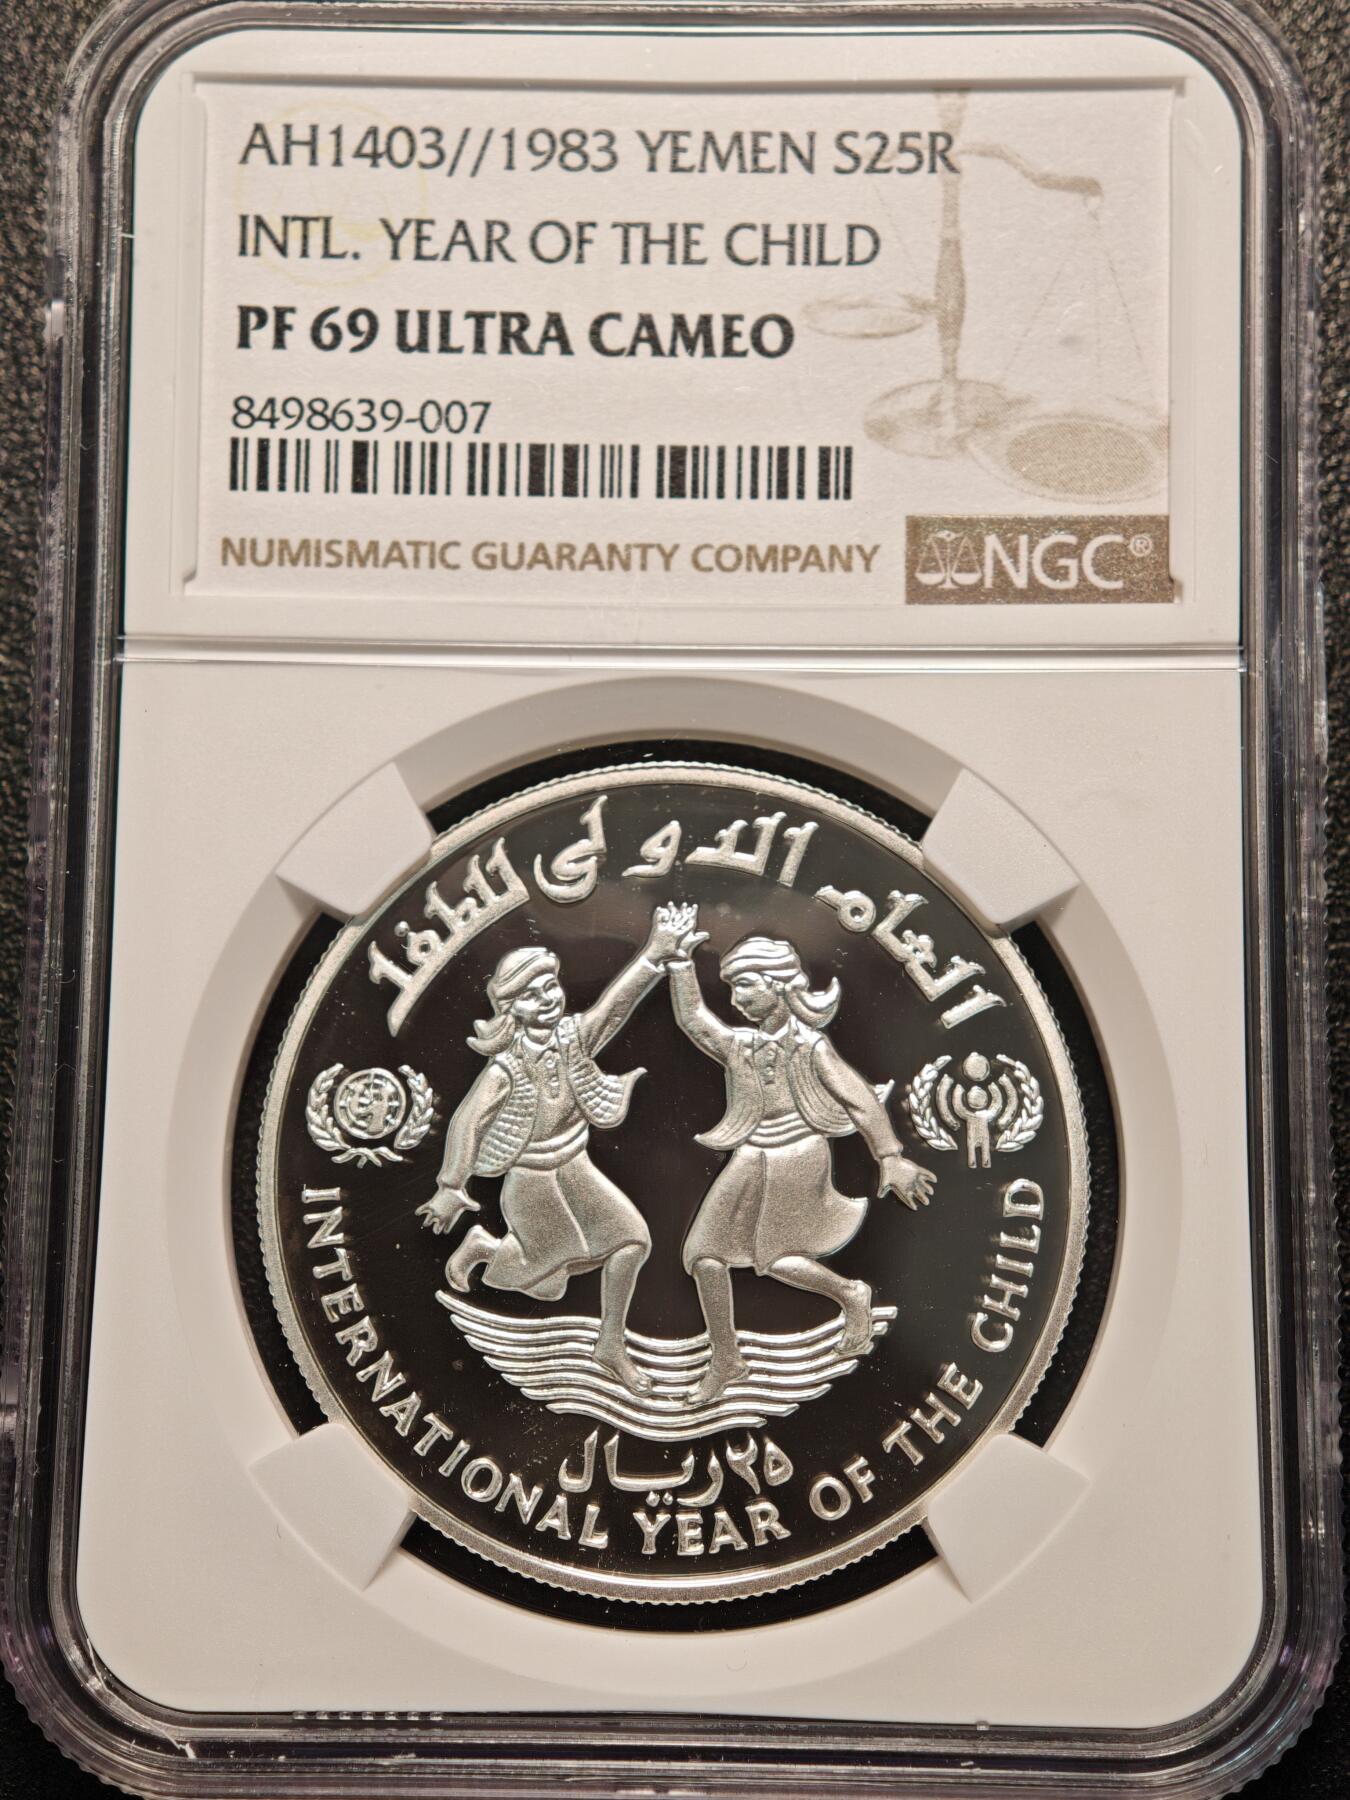 AH1403//1983 YEMEN S25R
INTL. YEAR OF THE CHILD
PF 69 ULTRA CAMEO
8498639-007
NUMISMATIC GUARANTY COMPANY
NGC®
العام الدولي للطفل
٢٥ ريال
INTERNATIONAL YEAR OF THE CHILD